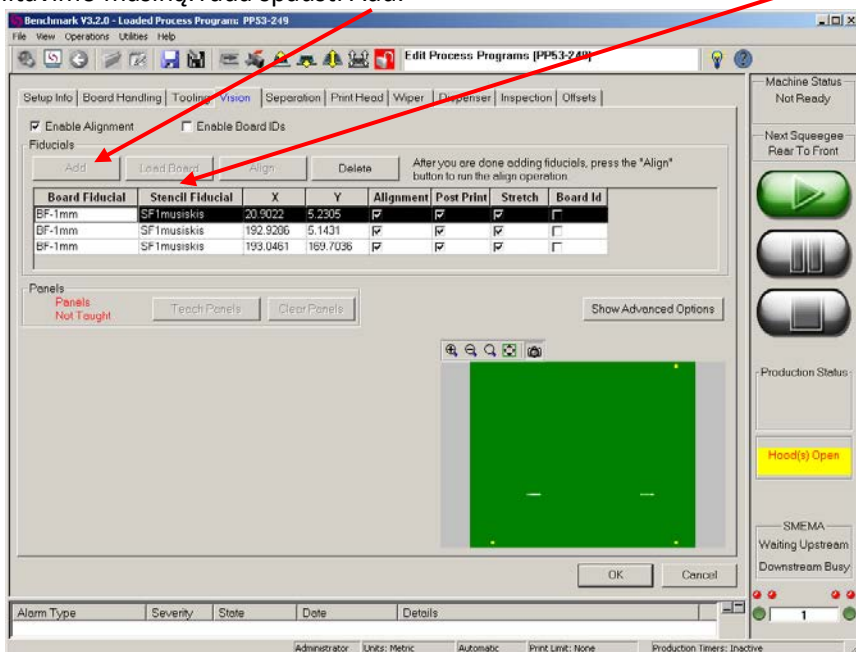 Benchmark V3.2.0 - Loaded Process Program: PP53-249
File View Operations Utilities Help
Edit Process Programs [PP53-249]
Machine Status
Not Ready
Setup Info Board Handling Tooling Vision Separation Print Head Wiper Dispenser Inspection Offsets
Enable Alignment Enable Board IDs
Next Squeegee
Rear To Front
Fiducials
Add Load Board Align Delete
After you are done adding fiducials, press the "Align"
button to run the align operation.
Board Fiducial Stencil Fiducial X Y Alignment Post Print Stretch Board Id
BF-1mm SF1musiskis 20.9022 5.2305
BF-1mm SF1musiskis 192.9286 5.1431
BF-1mm SF1musiskis 193.0461 169.7036
Panels
Panels
Not Taught
Teach Panels Clear Panels
Show Advanced Options
Production Status
Hood(s) Open
SMEMA
Waiting Upstream
Downstream Busy
OK Cancel
Alarm Type Severity State Date Details
1
Administrator Units: Metric Automatic Print Limit: None Production Timers: Inactive